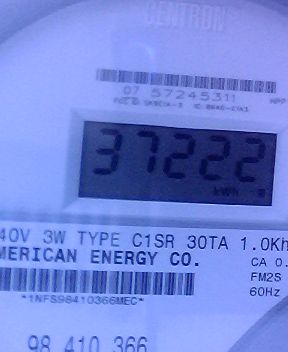 CENTRON
07 57245311
37222
kWh
40V 3W TYPE C1SR 30TA 1.0Kh
MERICAN ENERGY CO.
CA 0.
FM2S
60Hz
*1NFS98410366MEC*
98 410 366